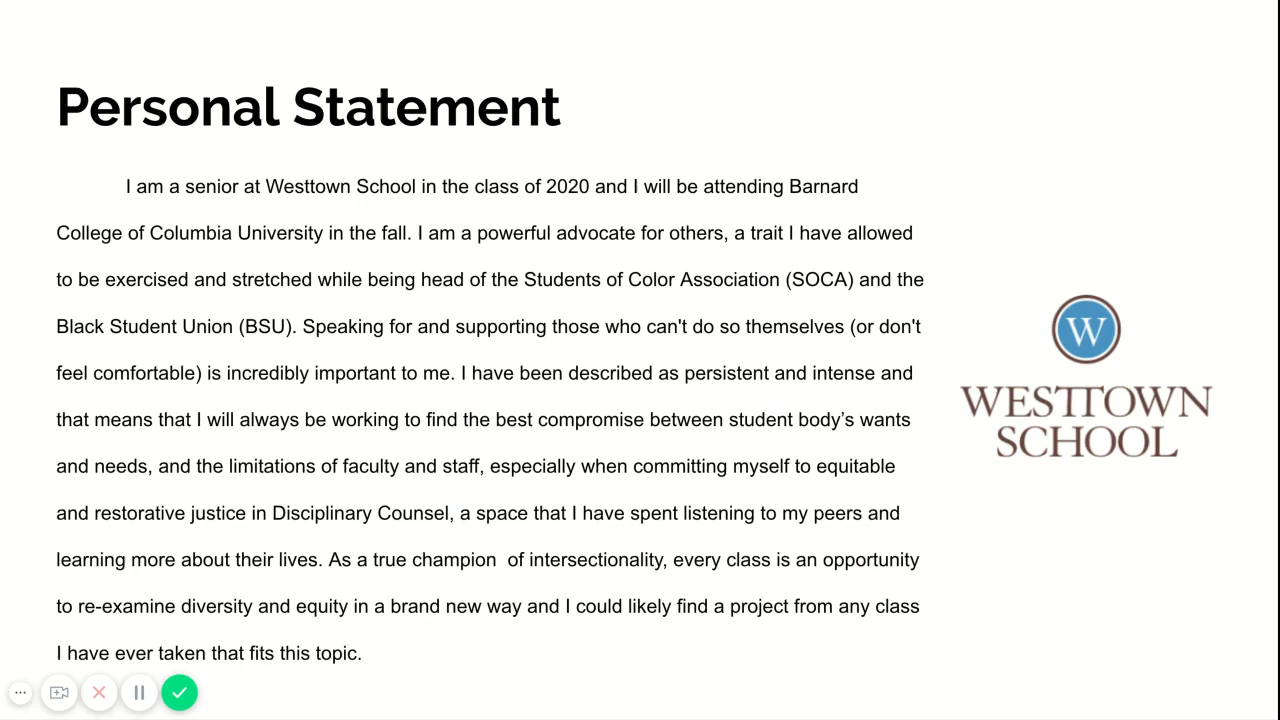 Personal Statement
I am a senior at Westtown School in the class of 2020 and I will be attending Barnard
College of Columbia University in the fall. I am a powerful advocate for others, a trait I have allowed
to be exercised and stretched while being head of the Students of Color Association (SOCA) and the
Black Student Union (BSU). Speaking for and supporting those who can't do so themselves (or don't
feel comfortable) is incredibly important to me. I have been described as persistent and intense and
that means that I will always be working to find the best compromise between student body’s wants
and needs, and the limitations of faculty and staff, especially when committing myself to equitable
and restorative justice in Disciplinary Counsel, a space that I have spent listening to my peers and
learning more about their lives. As a true champion  of intersectionality, every class is an opportunity
to re-examine diversity and equity in a brand new way and I could likely find a project from any class
I have ever taken that fits this topic.
W
WESTTOWN
SCHOOL